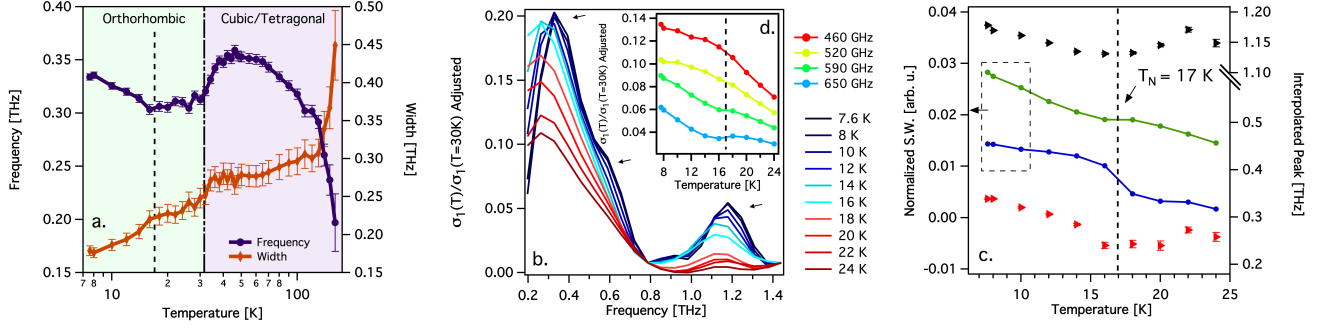 Orthorhombic
Cubic/Tetragonal
0.40
0.35
0.30
0.25
0.20
0.15
Frequency [THz]
0.50
0.45
0.40
0.35
0.30
0.25
0.20
0.15
Width [THz]
a.
Frequency
Width
7 8
10
2
3
4
5
6
7 8
100
Temperature [K]
0.20
0.15
0.10
0.05
0.00
σ₁(T)/σ₁(T=30K) Adjusted
b.
0.2
0.4
0.6
0.8
1.0
1.2
1.4
Frequency [THz]
d.
0.14
0.12
0.10
0.08
0.06
0.04
σ₁(T)/σ₁(T=30K) Adjusted
8
12
16
20
24
Temperature [K]
460 GHz
520 GHz
590 GHz
650 GHz
7.6 K
8 K
10 K
12 K
14 K
16 K
18 K
20 K
22 K
24 K
0.04
0.03
0.02
0.01
0.00
-0.01
Normalized S.W. [arb. u.]
T_N = 17 K
1.20
1.15
1.10
0.5
0.4
0.3
0.2
Interpolated Peak [THz]
c.
10
15
20
25
Temperature [K]